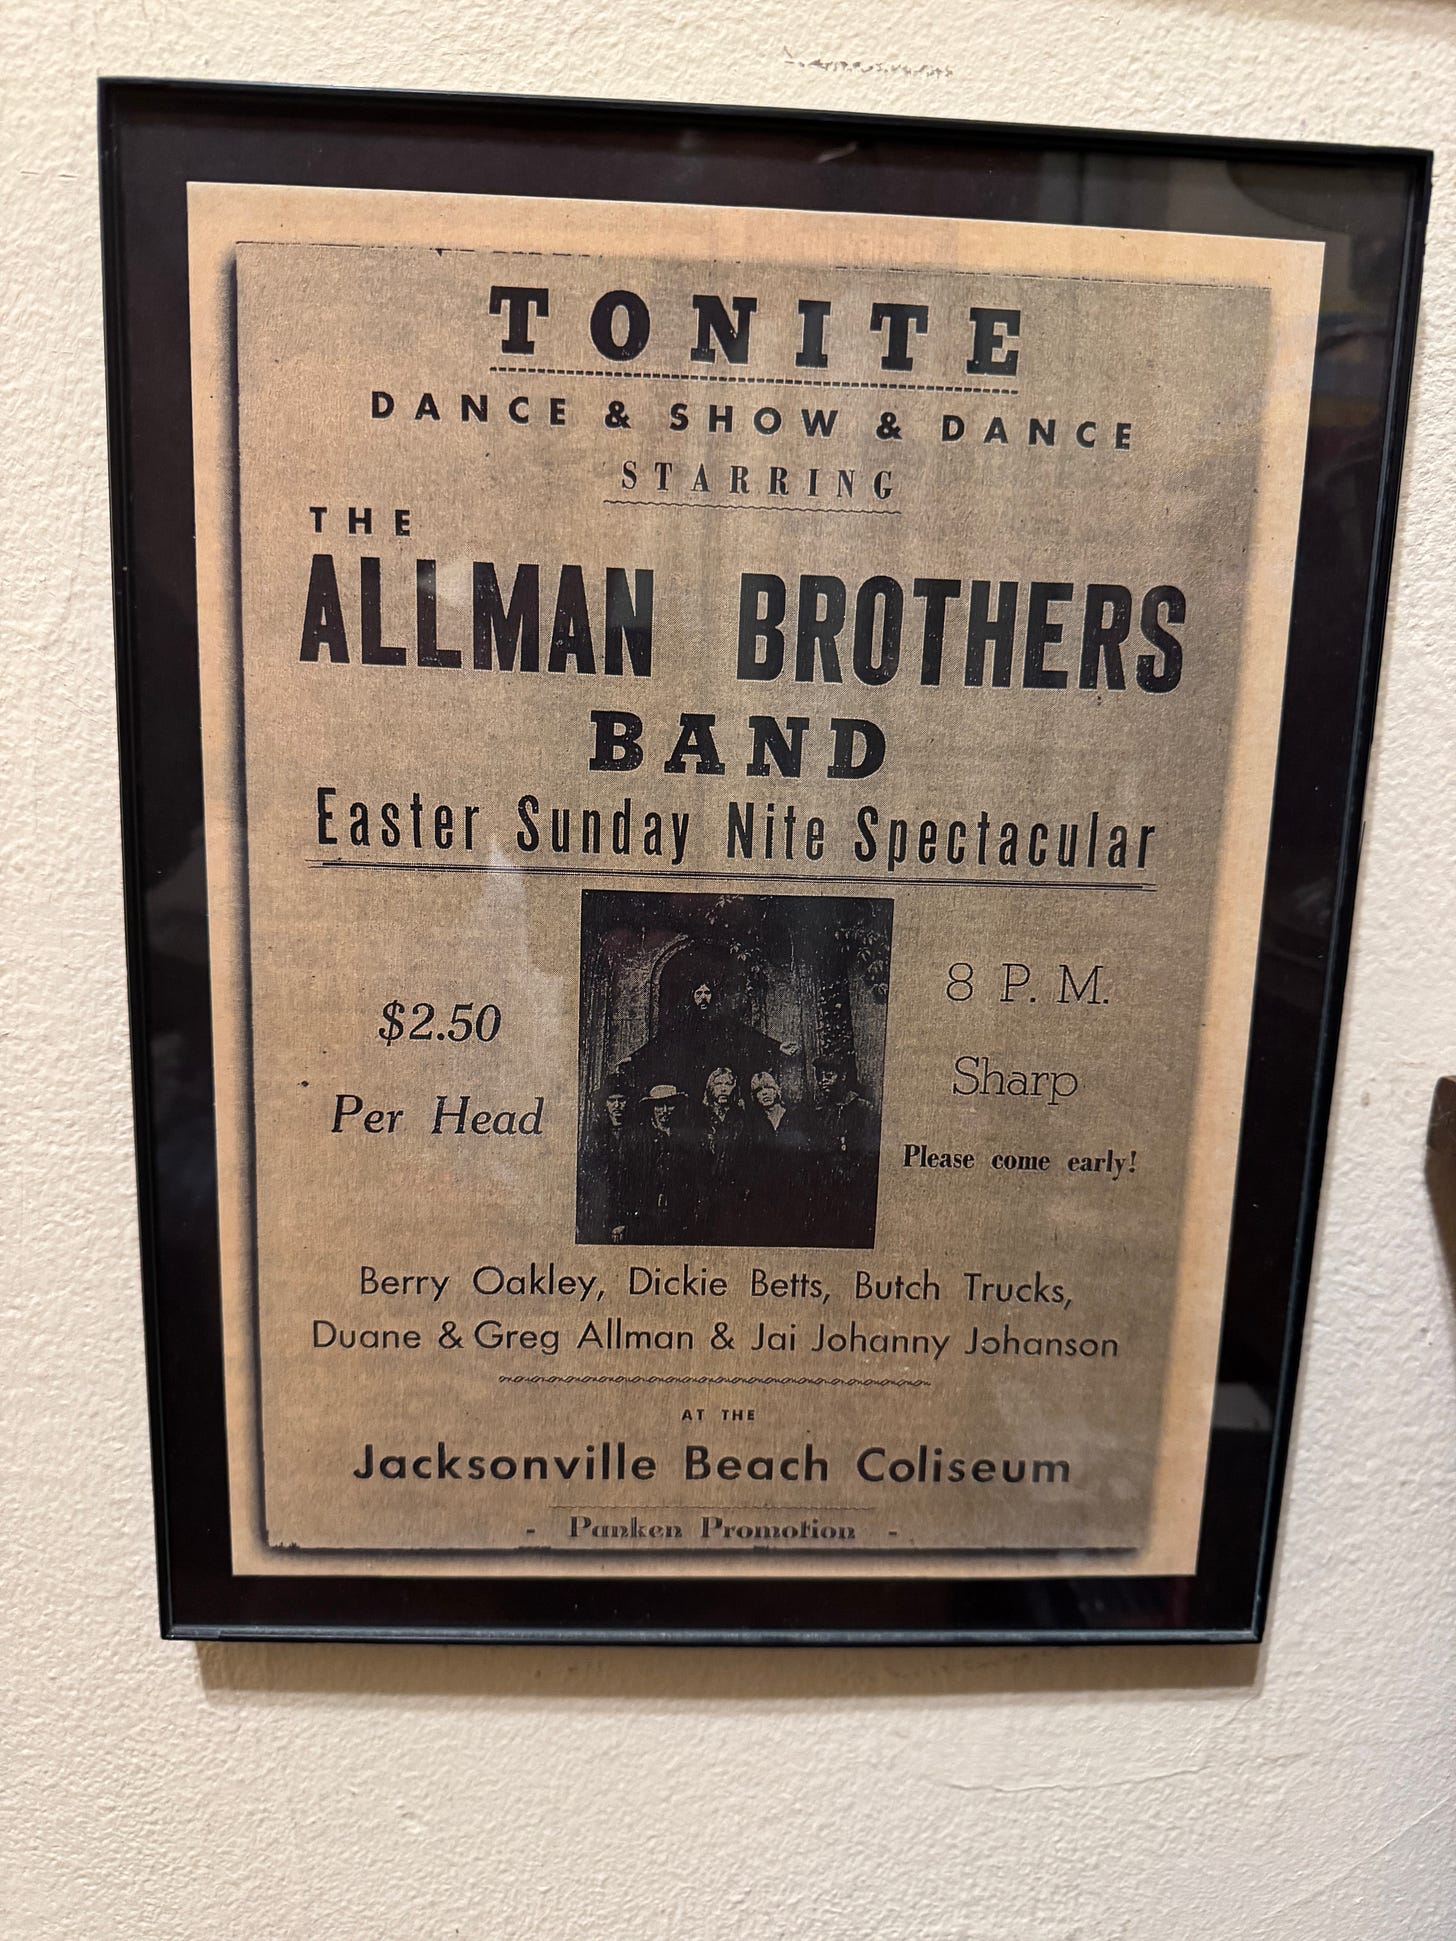 TONITE
DANCE & SHOW & DANCE
STARRING
THE
ALLMAN BROTHERS
BAND
Easter Sunday Nite Spectacular
$2.50
Per Head
8 P. M.
Sharp
Please come early!
Berry Oakley, Dickie Betts, Butch Trucks,
Duane & Greg Allman & Jai Johanny Johanson
AT THE
Jacksonville Beach Coliseum
- Panken Promotion -